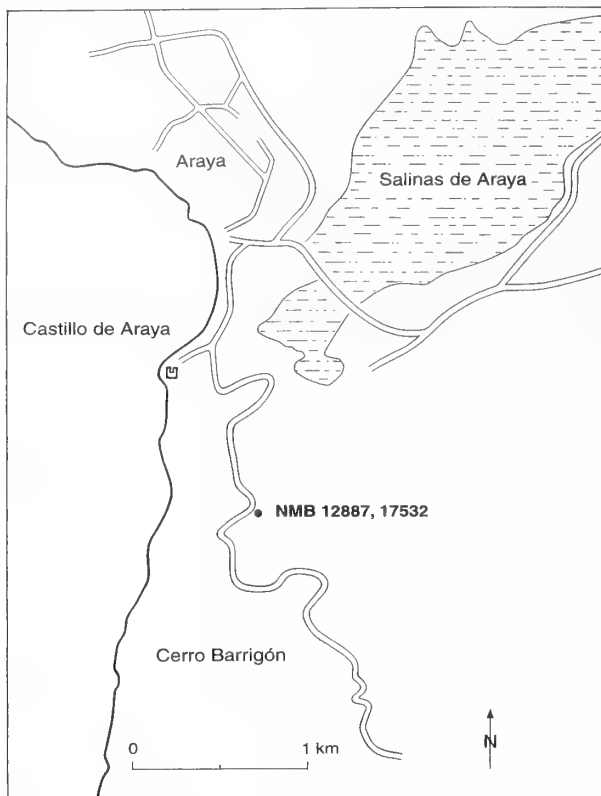 Araya
Salinas de Araya
Castillo de Araya
NMB 12887, 17532
Cerro Barrigón
0 1 km
N